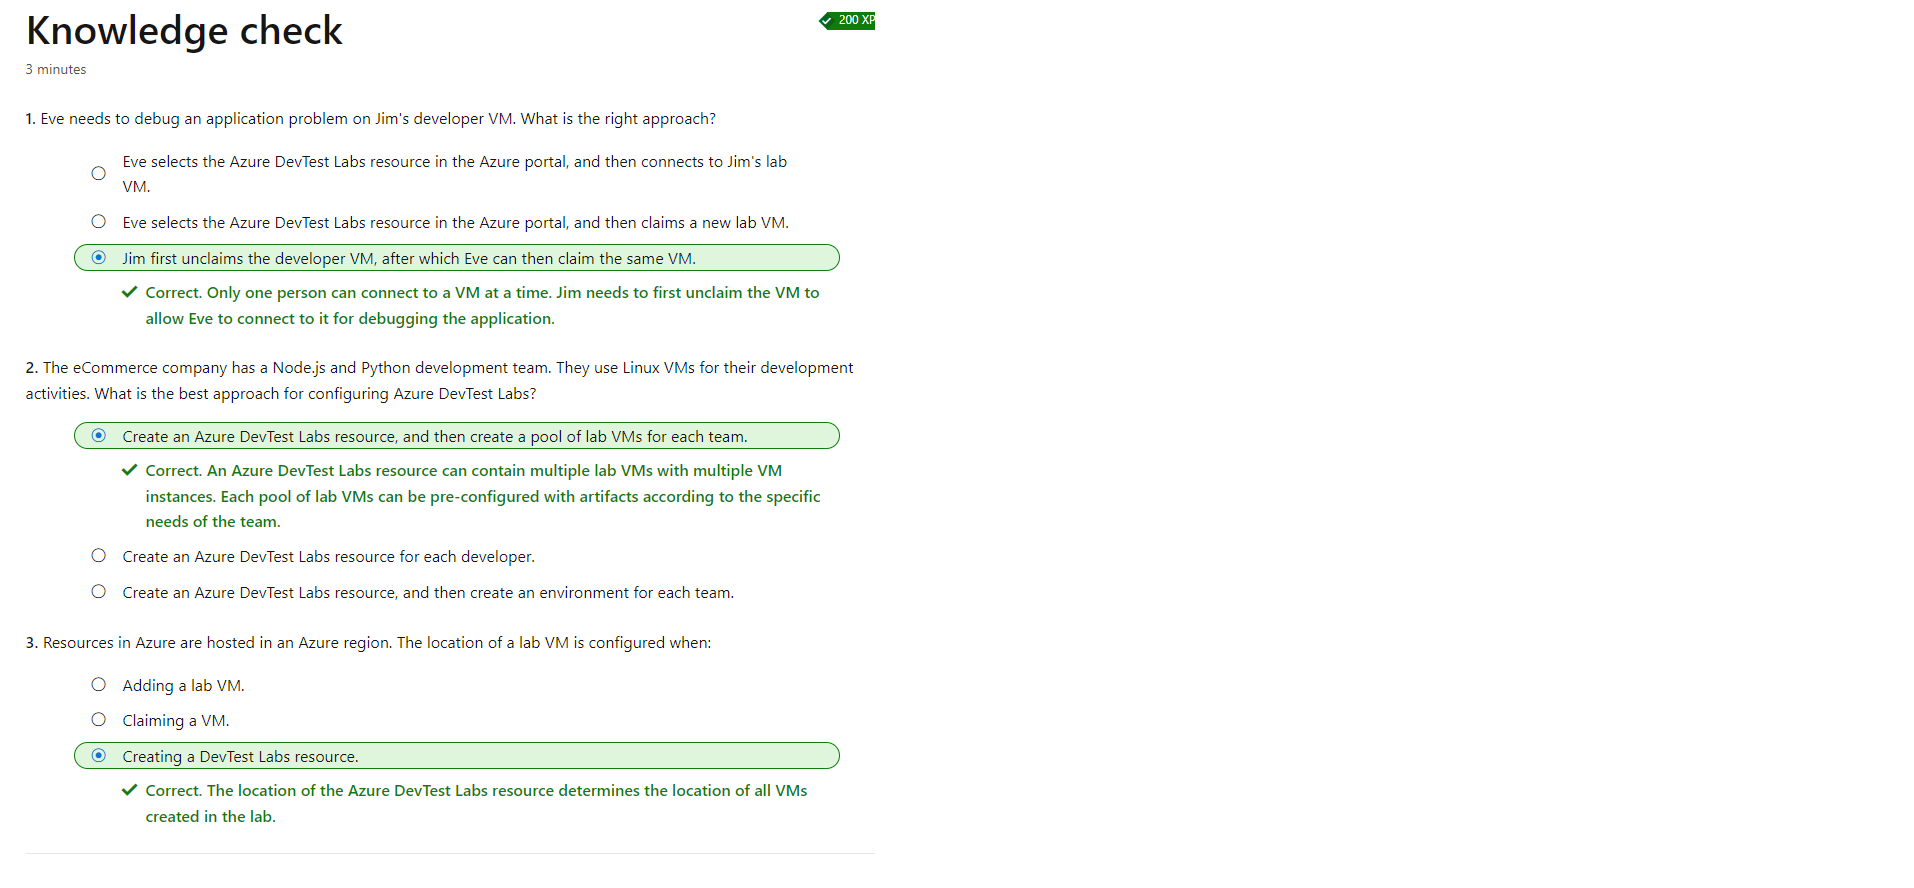 Knowledge check
200 XP
3 minutes
1. Eve needs to debug an application problem on Jim's developer VM. What is the right approach?
Eve selects the Azure DevTest Labs resource in the Azure portal, and then connects to Jim's lab
VM.
Eve selects the Azure DevTest Labs resource in the Azure portal, and then claims a new lab VM.
Jim first unclaims the developer VM, after which Eve can then claim the same VM.
Correct. Only one person can connect to a VM at a time. Jim needs to first unclaim the VM to
allow Eve to connect to it for debugging the application.
2. The eCommerce company has a Node.js and Python development team. They use Linux VMs for their development
activities. What is the best approach for configuring Azure DevTest Labs?
Create an Azure DevTest Labs resource, and then create a pool of lab VMs for each team.
Correct. An Azure DevTest Labs resource can contain multiple lab VMs with multiple VM
instances. Each pool of lab VMs can be pre-configured with artifacts according to the specific
needs of the team.
Create an Azure DevTest Labs resource for each developer.
Create an Azure DevTest Labs resource, and then create an environment for each team.
3. Resources in Azure are hosted in an Azure region. The location of a lab VM is configured when:
Adding a lab VM.
Claiming a VM.
Creating a DevTest Labs resource.
Correct. The location of the Azure DevTest Labs resource determines the location of all VMs
created in the lab.